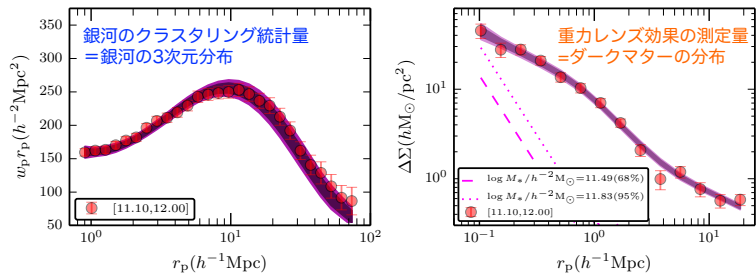 銀河のクラスタリング統計量
＝銀河の3次元分布
w_p r_p (h^{-2}Mpc^2)
400
350
300
250
200
150
100
50
[11.10,12.00]
10^0
10^1
10^2
r_p (h^{-1}Mpc)
重力レンズ効果の測定量
=ダークマターの分布
ΔΣ(hM_⊙/pc^2)
10^1
10^0
log M_*/h^{-2}M_⊙=11.49(68%)
log M_*/h^{-2}M_⊙=11.83(95%)
[11.10,12.00]
10^{-1}
10^0
10^1
r_p (h^{-1}Mpc)